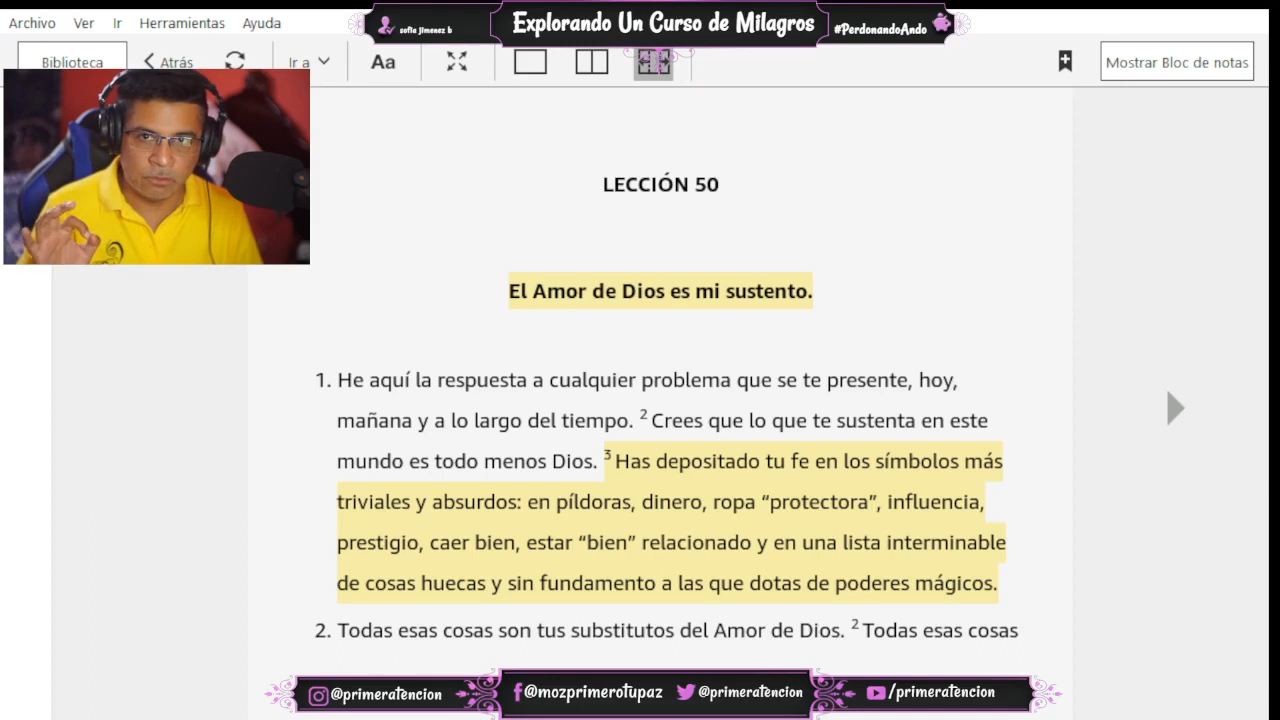 Archivo Ver Ir Herramientas Ayuda
sofia jimenez b
Explorando Un Curso de Milagros
#PerdonandoAndo
Biblioteca Atrás Ir a Aa Mostrar Bloc de notas
LECCIÓN 50
El Amor de Dios es mi sustento.
1. He aquí la respuesta a cualquier problema que se te presente, hoy,
mañana y a lo largo del tiempo. 2 Crees que lo que te sustenta en este
mundo es todo menos Dios. 3 Has depositado tu fe en los símbolos más
triviales y absurdos: en píldoras, dinero, ropa “protectora”, influencia,
prestigio, caer bien, estar “bien” relacionado y en una lista interminable
de cosas huecas y sin fundamento a las que dotas de poderes mágicos.
2. Todas esas cosas son tus substitutos del Amor de Dios. 2 Todas esas cosas
@primeratencion @mozprimerotupaz @primeratencion /primeratencion